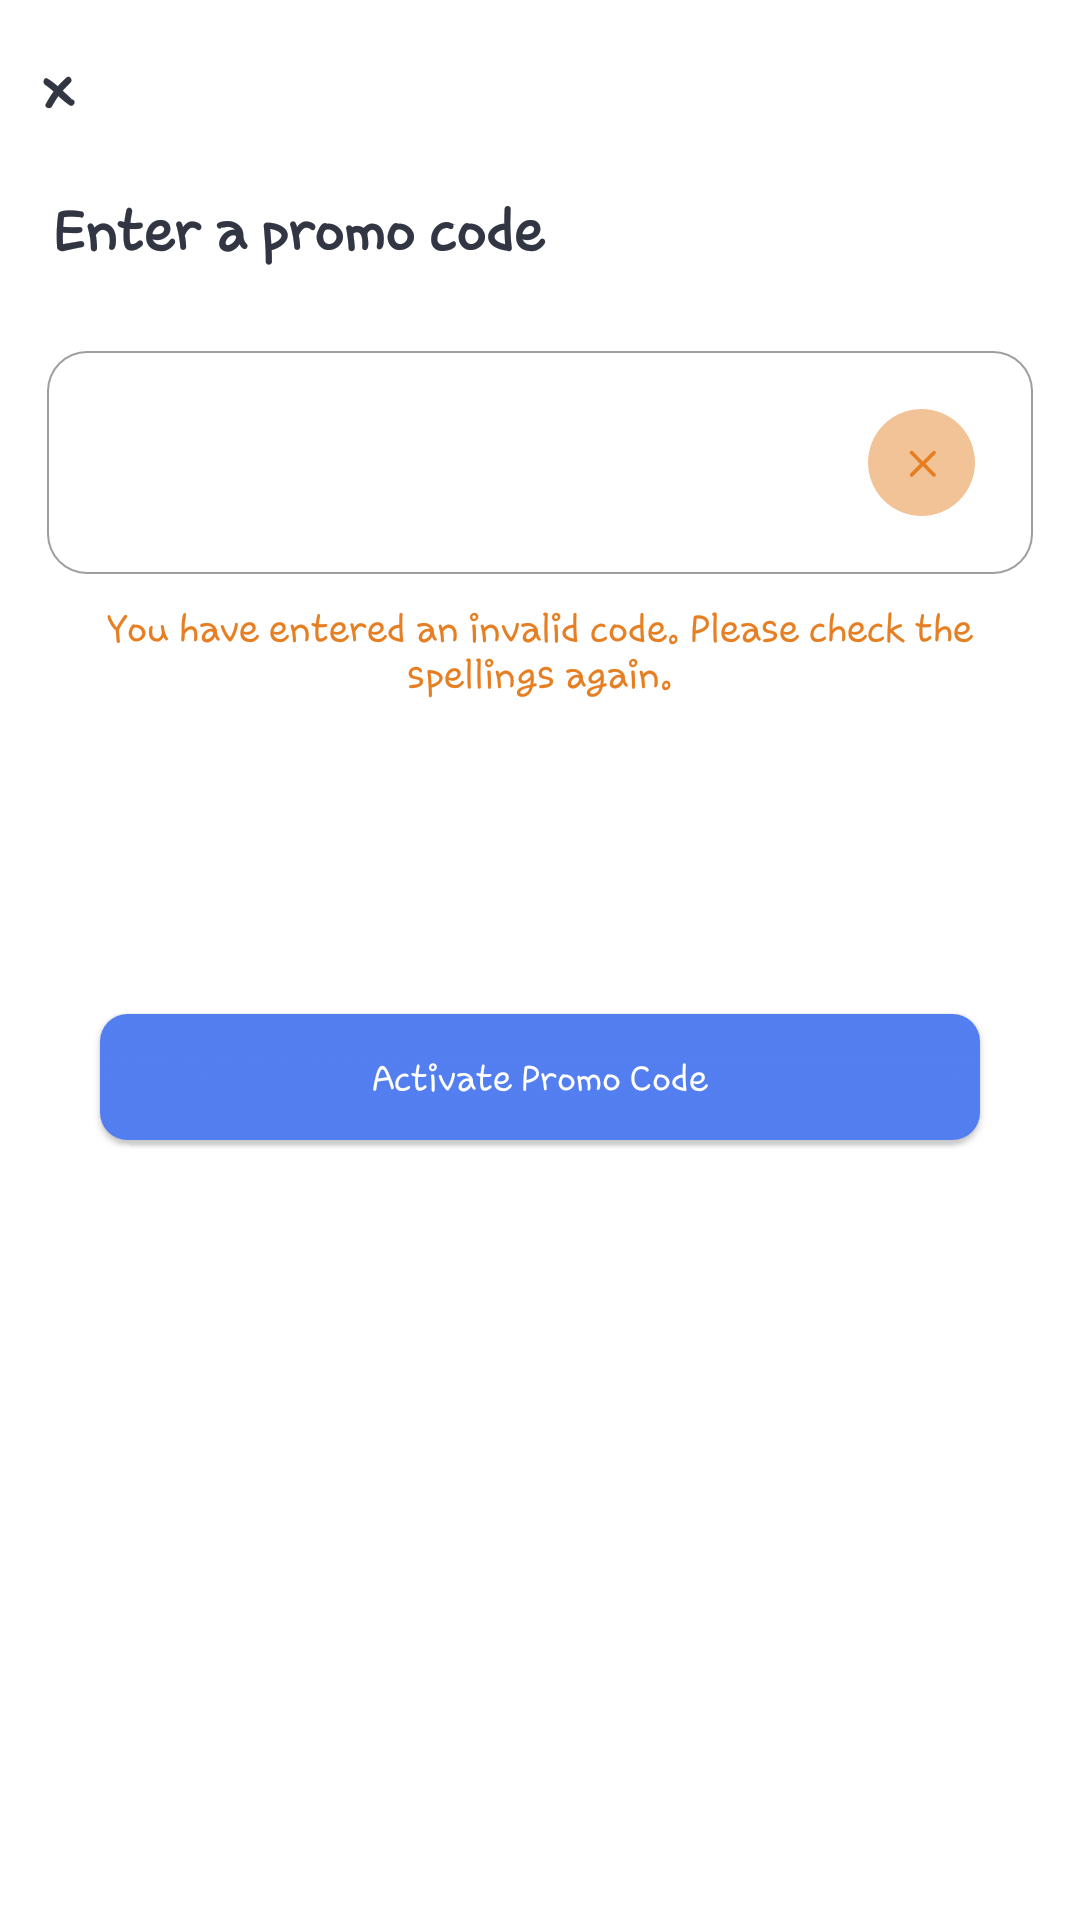 Enter a promo code
You have entered an invalid code. Please check the
spellings again.
Activate Promo Code